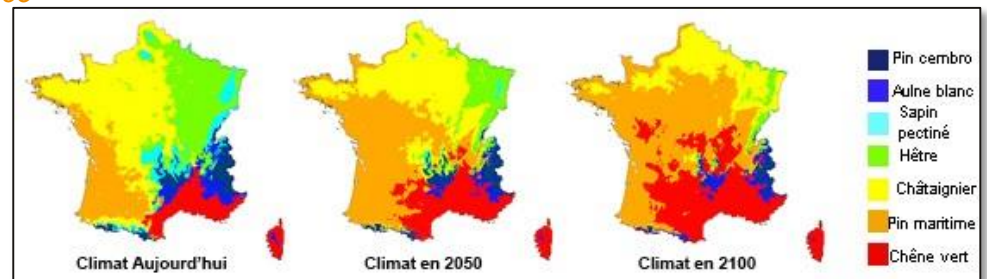 Pin cembro
Aulne blanc
Sapin
pectiné
Hêtre
Châtaignier
Pin maritime
Chêne vert
Climat Aujourd'hui
Climat en 2050
Climat en 2100